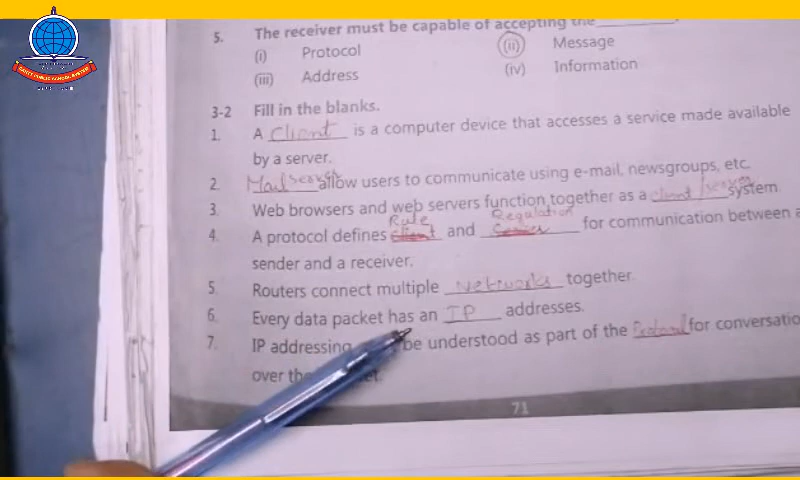 5. The receiver must be capable of accepting the________.
(i) Protocol (ii) Message
(iii) Address (iv) Information
3-2 Fill in the blanks.
1. A Client is a computer device that accesses a service made available
by a server.
2. Mail servers allow users to communicate using e-mail, newsgroups, etc.
3. Web browsers and web servers function together as a client/server system.
Rule Regulation
4. A protocol defines client and server for communication between a
sender and a receiver.
5. Routers connect multiple Networks together.
6. Every data packet has an IP addresses.
7. IP addressing be understood as part of the Protocol for conversatio
over the
71